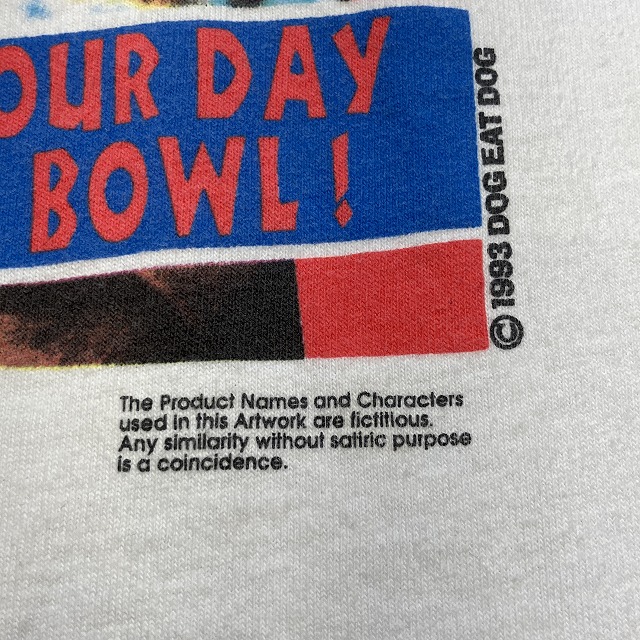 OUR DAY
BOWL!
© 1993 DOG EAT DOG
The Product Names and Characters
used in this Artwork are fictitious.
Any similarity without satiric purpose
is a coincidence.